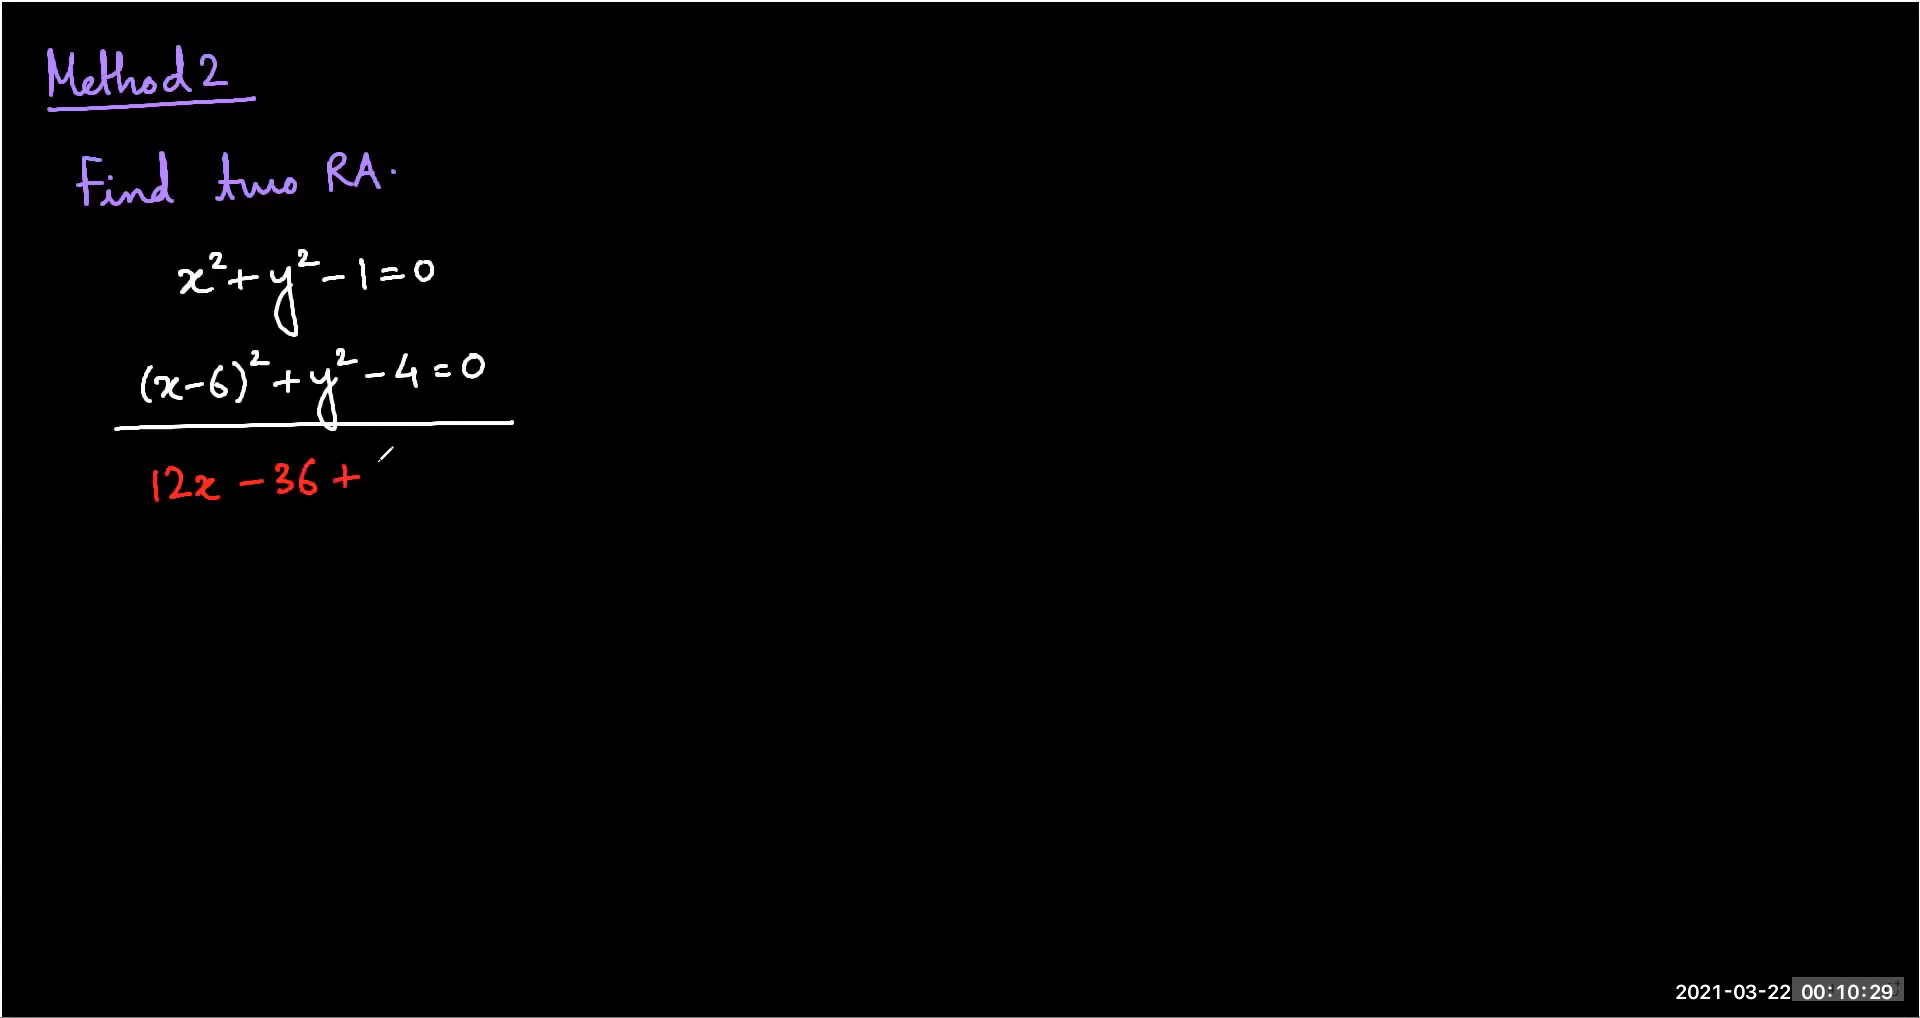 Method 2
Find two RA.
x² + y² - 1 = 0
(x-6)² + y² - 4 = 0
12x - 36 +
2021-03-22 00:10:29